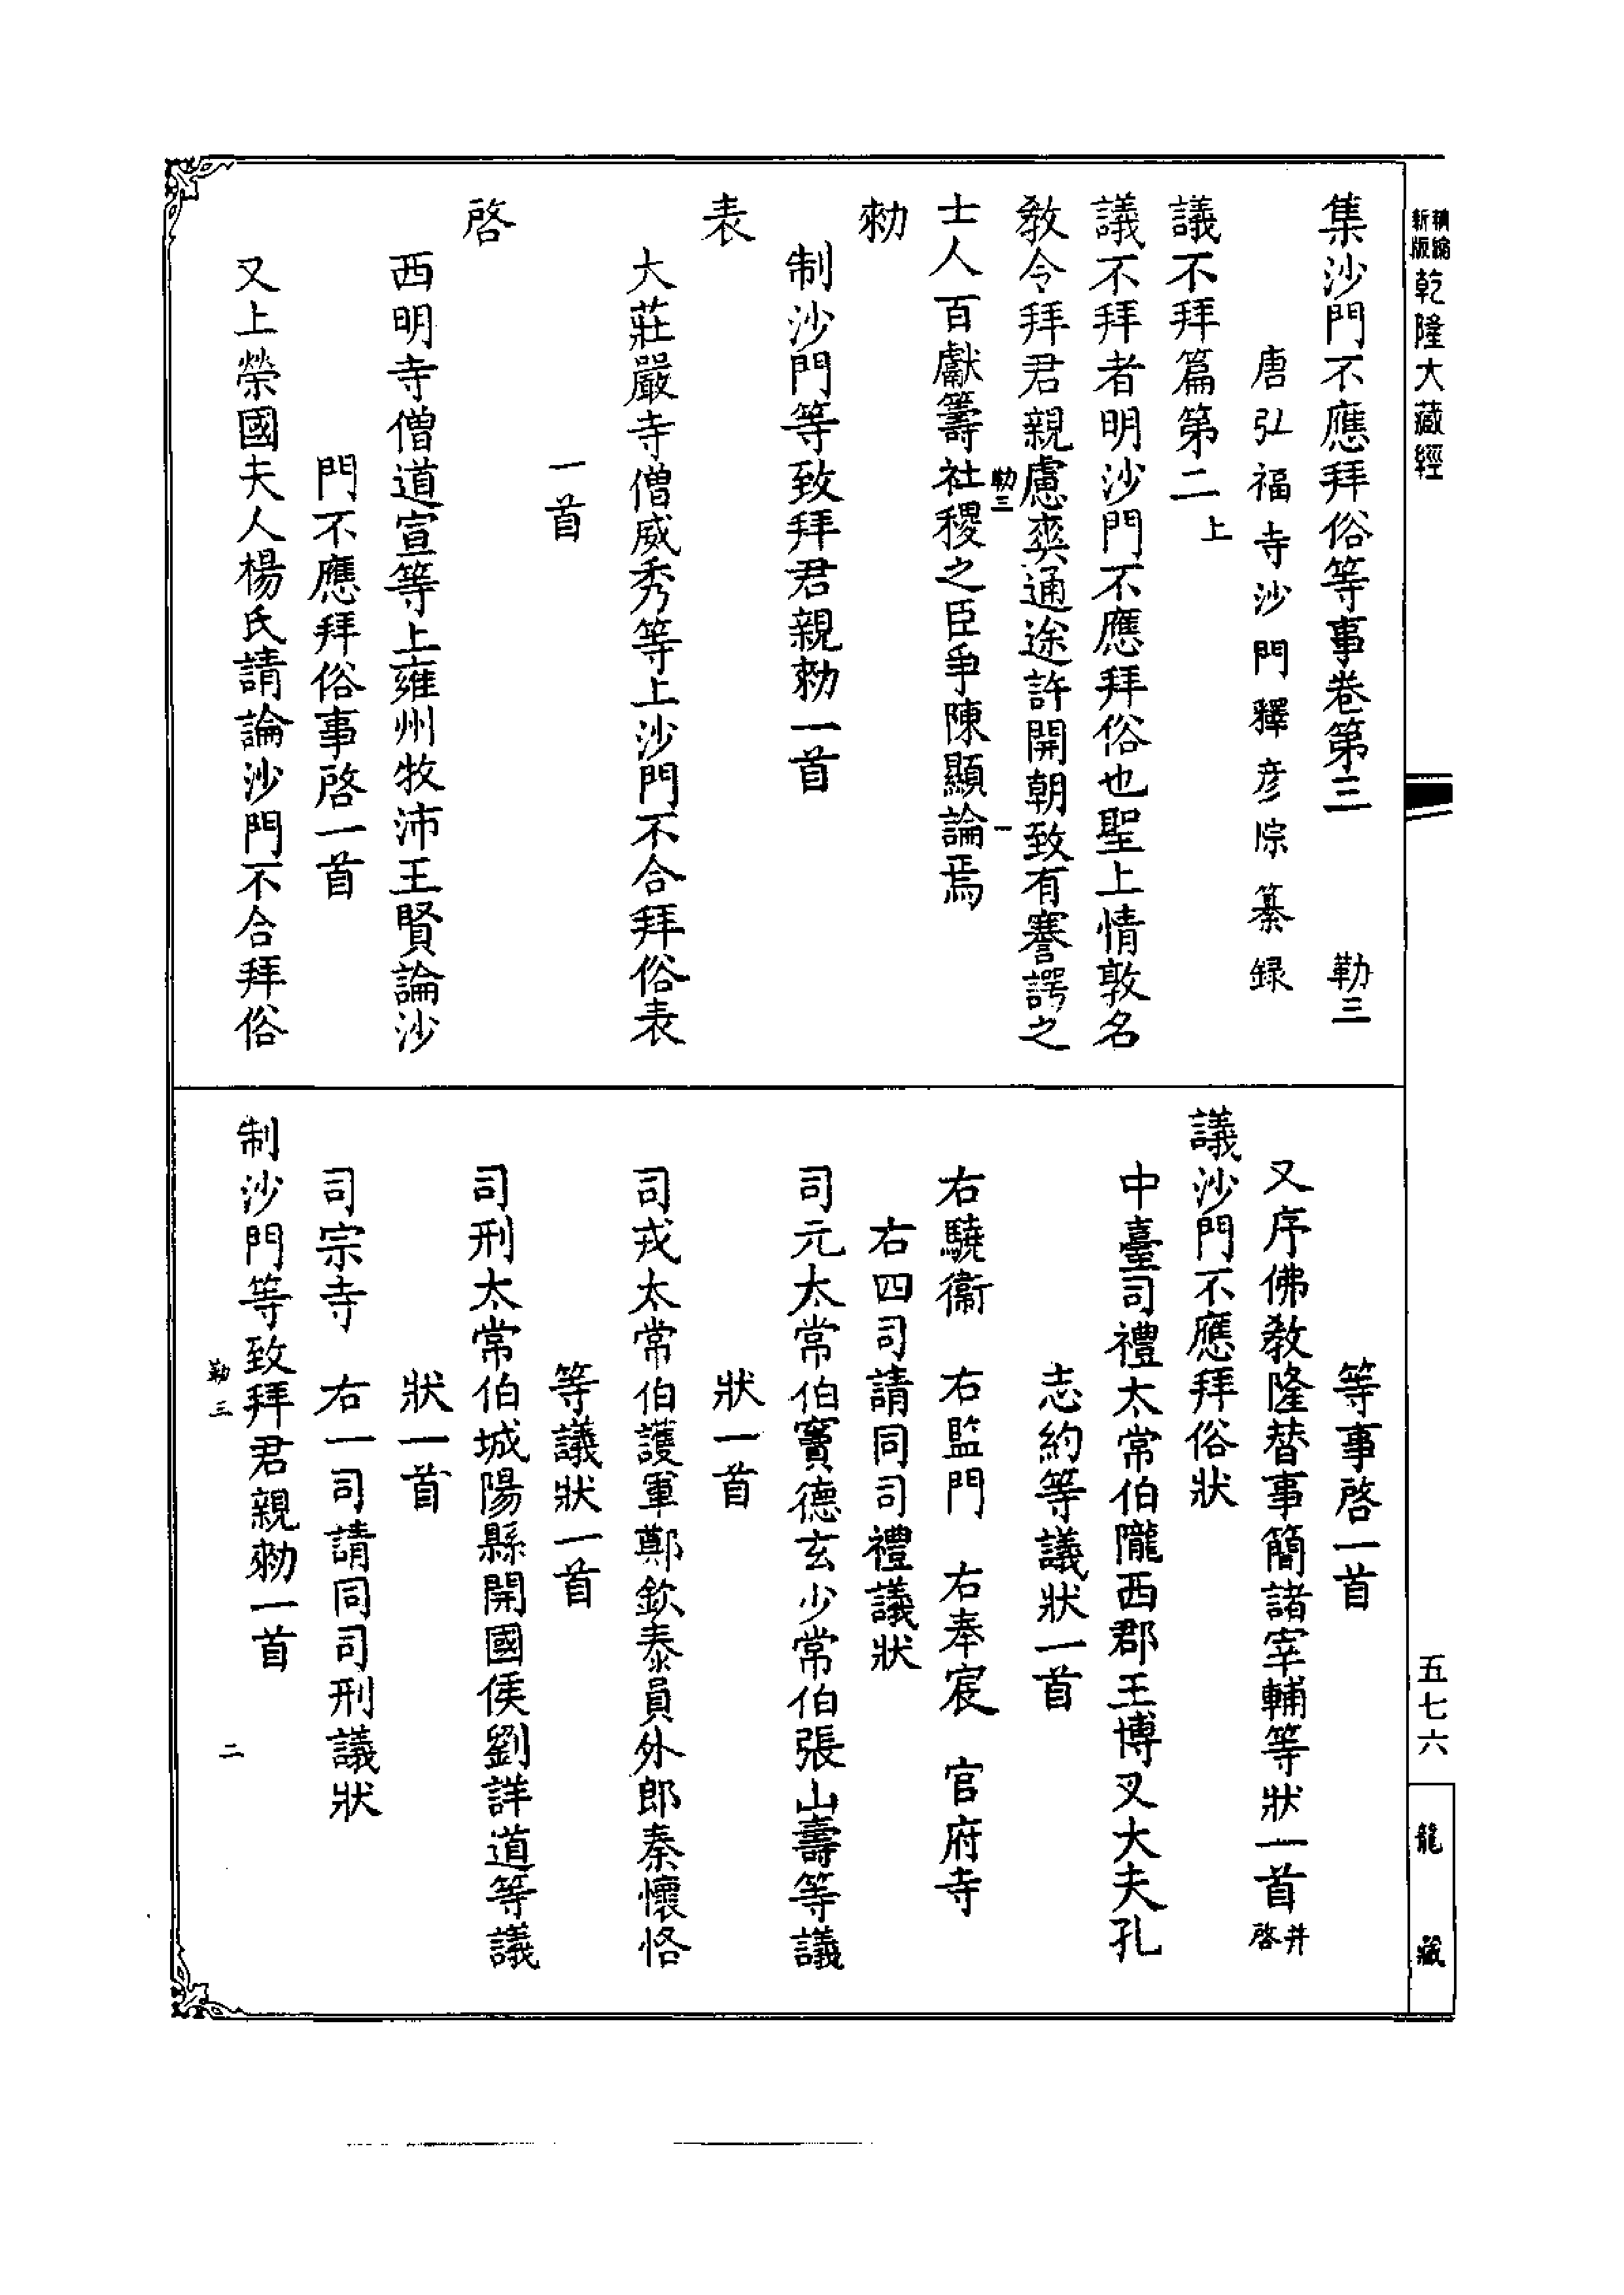 精縮新版乾隆大藏經
五七六
龍藏
集沙門不應拜俗等事卷第三 勒三
唐弘福寺沙門釋彥悰纂録
議不拜篇第二上
議不拜者明沙門不應拜俗也聖上情敦名
教令拜君親慮爽通途許開朝致有謇諤之
勒三 一
士人百獻籌社稷之臣爭陳顯論焉
勑
制沙門等致拜君親勑一首
表
大莊嚴寺僧威秀等上沙門不合拜俗表
一首
啓
西明寺僧道宣等上雍州牧沛王賢論沙
門不應拜俗事啓一首
又上榮國夫人楊氏請論沙門不合拜俗
等事啓一首
又序佛教隆替事簡諸宰輔等狀一首并啓
議沙門不應拜俗狀
中臺司禮太常伯隴西郡王博叉大夫孔
志約等議狀一首
右驍衞 右監門 右奉宸 官府寺
右四司請同司禮議狀
司元太常伯竇德玄少常伯張山壽等議
狀一首
司戎太常伯護軍鄭欽泰員外郎秦懷恪
等議狀一首
司刑太常伯城陽縣開國侯劉詳道等議
狀一首
司宗寺 右一司請同司刑議狀
制沙門等致拜君親勑一首
勒三 二